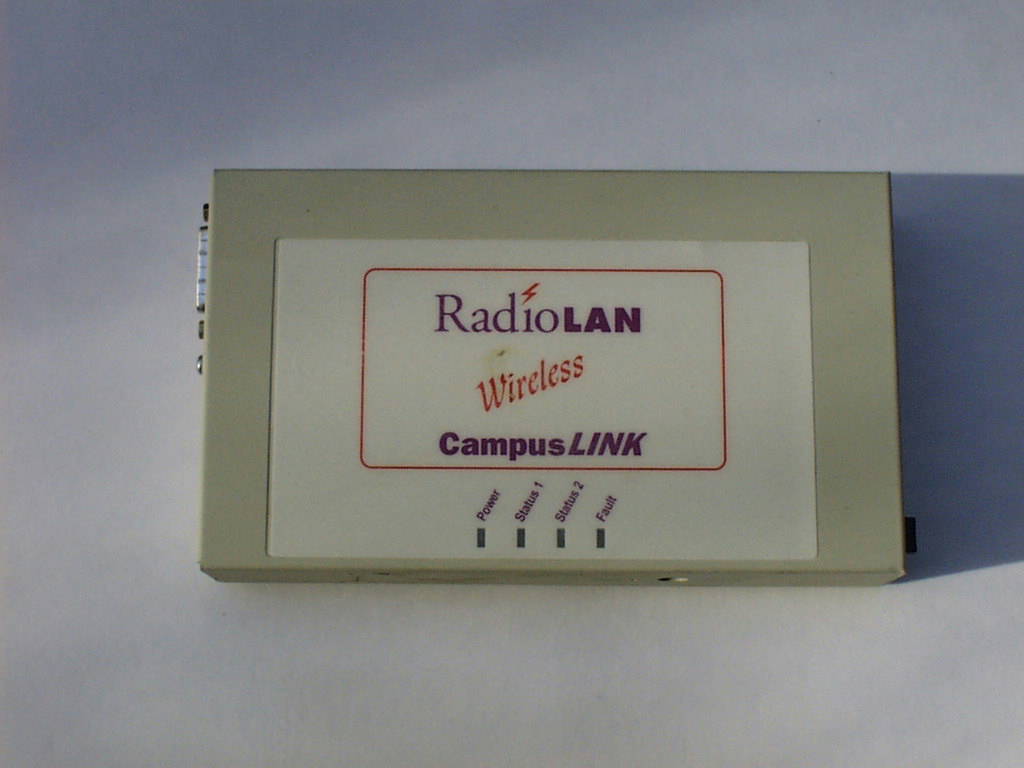 RadioLAN
Wireless
CampusLINK
Power Status 1 Status 2 Fault